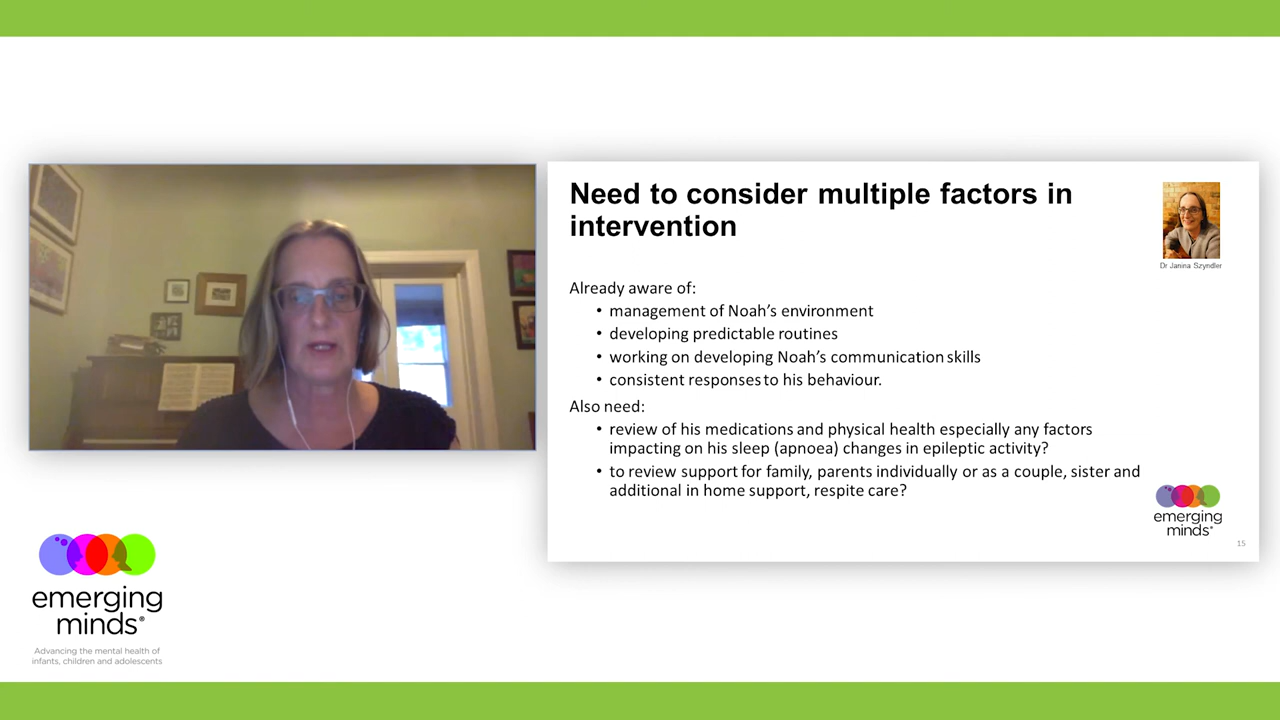 Need to consider multiple factors in
intervention
Dr Janina Szyndler
Already aware of:
• management of Noah’s environment
• developing predictable routines
• working on developing Noah’s communication skills
• consistent responses to his behaviour.
Also need:
• review of his medications and physical health especially any factors
impacting on his sleep (apnoea) changes in epileptic activity?
• to review support for family, parents individually or as a couple, sister and
additional in home support, respite care?
emerging
minds®
15
emerging
minds®
Advancing the mental health of
infants, children and adolescents